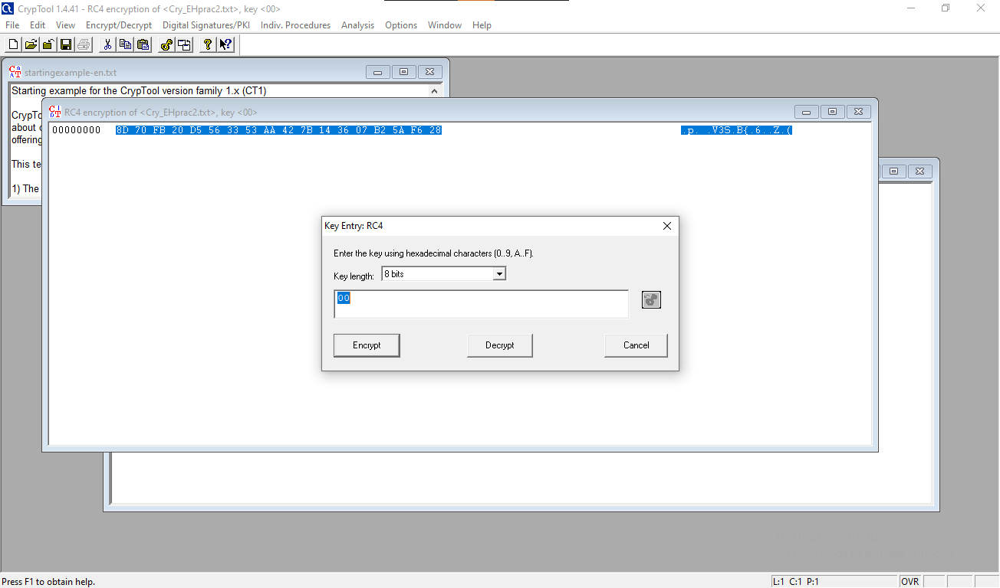 CrypTool 1.4.41 - RC4 encryption of <Cry_EHprac2.txt>, key <00>
File Edit View Encrypt/Decrypt Digital Signatures/PKI Indiv. Procedures Analysis Options Window Help
startingexample-en.txt
Starting example for the CrypTool version family 1.x (CT1)
CrypTo
about c
offering
This te
1) The
RC4 encryption of <Cry_EHprac2.txt>, key <00>
00000000 8D 70 FB 20 D5 56 33 53 AA 42 7B 14 36 07 B2 5A F6 28 .p. .V3S.B{.6..Z.(
Key Entry: RC4
Enter the key using hexadecimal characters (0..9, A..F).
Key length: 8 bits
00
Encrypt Decrypt Cancel
Press F1 to obtain help.
L:1 C:1 P:1 OVR